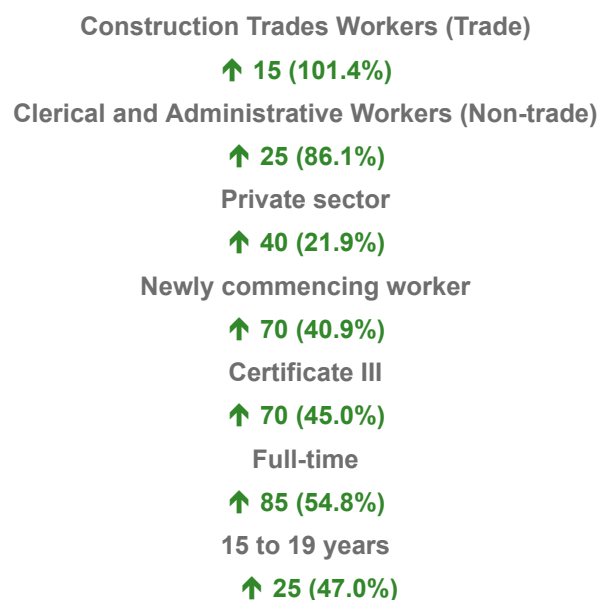 Construction Trades Workers (Trade)
↑ 15 (101.4%)
Clerical and Administrative Workers (Non-trade)
↑ 25 (86.1%)
Private sector
↑ 40 (21.9%)
Newly commencing worker
↑ 70 (40.9%)
Certificate III
↑ 70 (45.0%)
Full-time
↑ 85 (54.8%)
15 to 19 years
↑ 25 (47.0%)